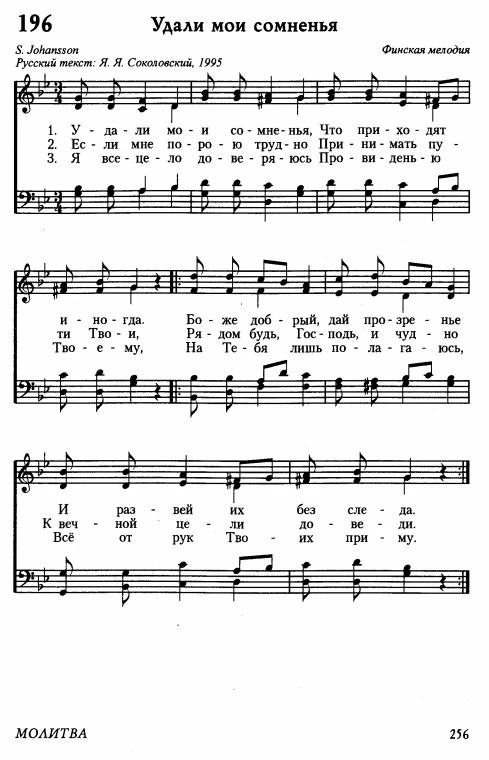 196 Удали мои сомненья
S. Johansson Финская мелодия
Русский текст: Я. Я. Соколовский, 1995
1. У - да - ли мо - и со - мне - нья, Что при - хо - дят
2. Ес - ли мне по - ро - ю труд - но При - ни - мать пу -
3. Я все - це - ло до - ве - ря - юсь Про - ви - день - ю
и - но - гда. Бо - же доб - рый, дай про - зре - нье
ти Тво - и, Ря - дом будь, Гос - подь, и чуд - но
Тво - е - му, На Те - бя лишь по - ла - га - юсь,
И раз - вей их без сле - да.
К веч - ной це - ли до - ве - ди.
Всё от рук Тво - их при - му.
МОЛИТВА 256